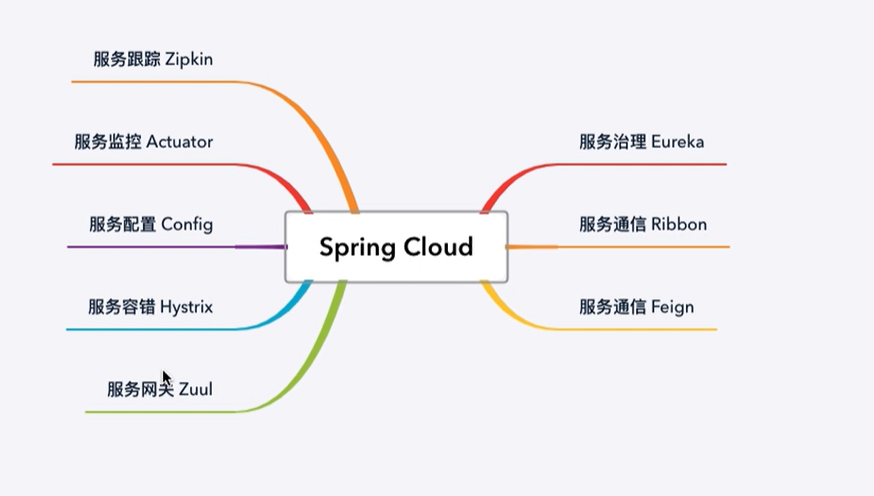 服务跟踪 Zipkin
服务监控 Actuator
服务配置 Config
服务容错 Hystrix
服务网关 Zuul
Spring Cloud
服务治理 Eureka
服务通信 Ribbon
服务通信 Feign